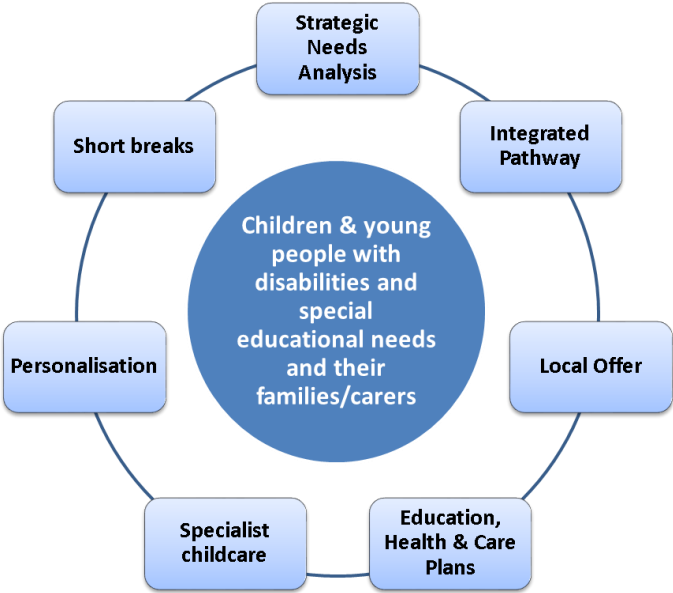 Strategic
Needs
Analysis
Integrated
Pathway
Local Offer
Education,
Health & Care
Plans
Specialist
childcare
Personalisation
Short breaks
Children & young
people with
disabilities and
special
educational needs
and their
families/carers